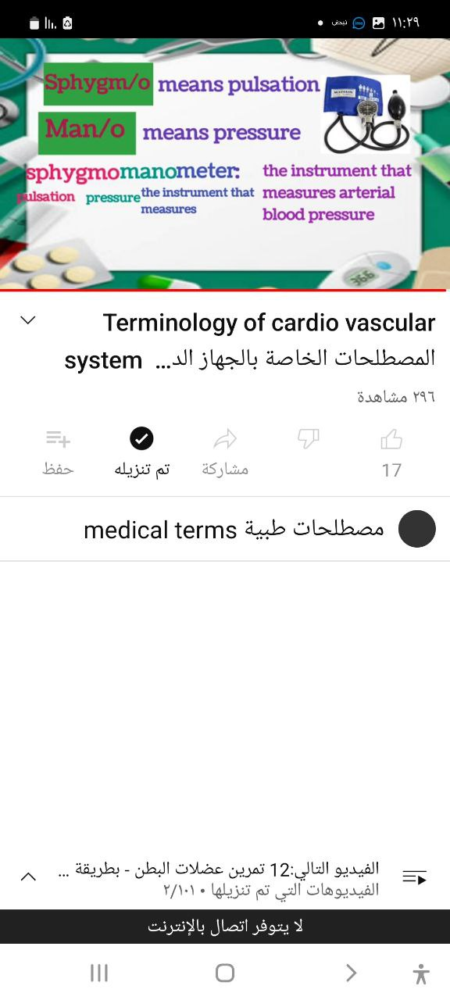 ١١:٢٩
نبض
Sphygm/o means pulsation
Man/o means pressure
sphygmomanometer: the instrument that measures arterial blood pressure
pulsation pressure the instrument that measures
Terminology of cardio vascular
system المصطلحات الخاصة بالجهاز الد...
٢٩٦ مشاهدة
17
مشاركة
تم تنزيله
حفظ
مصطلحات طبية medical terms
الفيديو التالي:12 تمرين عضلات البطن - بطريقة ...
الفيديوهات التي تم تنزيلها • ٢/١٠١
لا يتوفر اتصال بالإنترنت